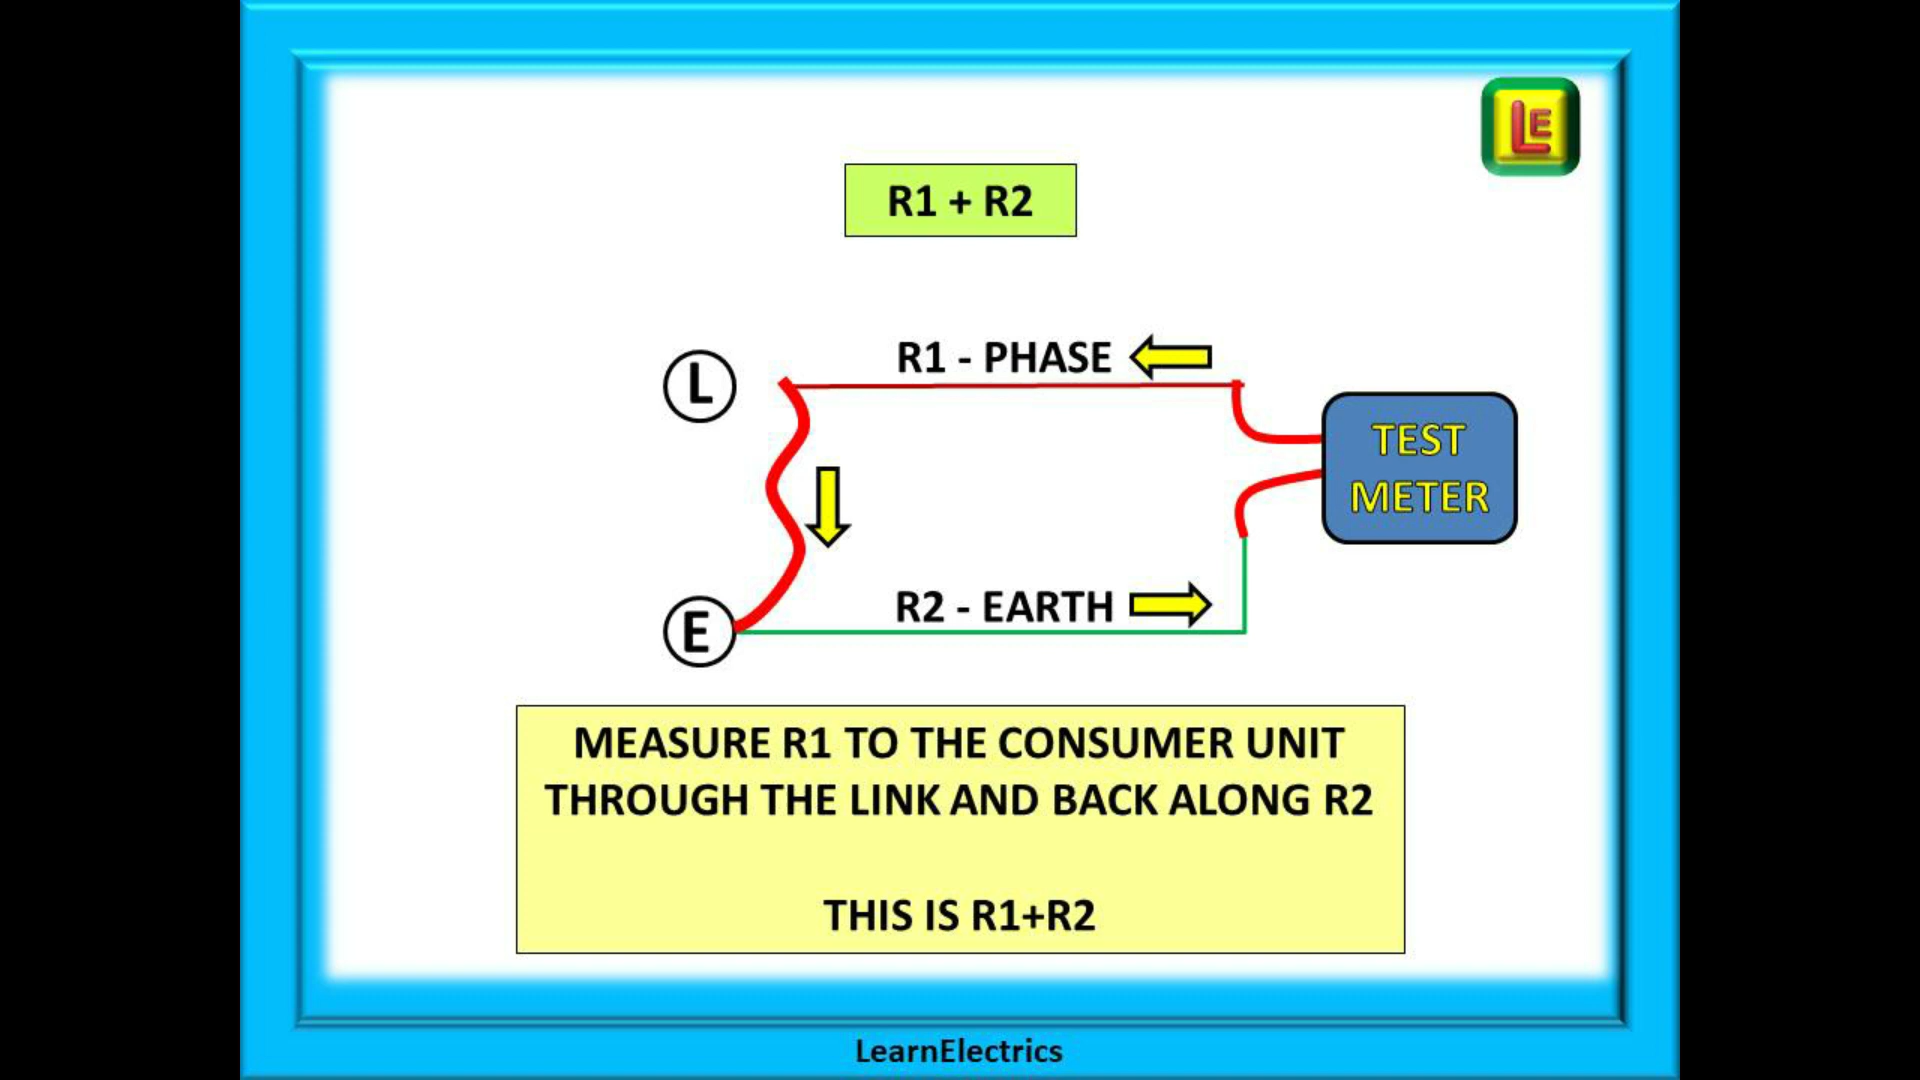 LE
R1 + R2
R1 - PHASE
L
TEST
METER
R2 - EARTH
E
MEASURE R1 TO THE CONSUMER UNIT
THROUGH THE LINK AND BACK ALONG R2
THIS IS R1+R2
LearnElectrics